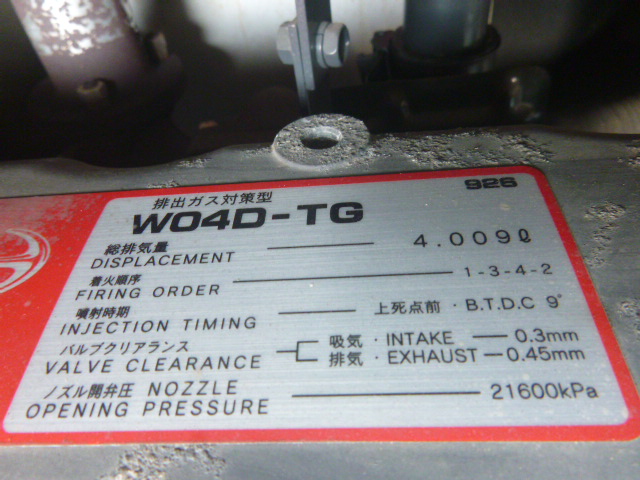 926
排出ガス対策型
W04D-TG
総排気量 4.009ℓ
DISPLACEMENT
着火順序 1-3-4-2
FIRING ORDER
噴射時期 上死点前・B.T.D.C 9°
INJECTION TIMING
バルブクリアランス 吸気・INTAKE 0.3mm
VALVE CLEARANCE 排気・EXHAUST 0.45mm
ノズル開弁圧 NOZZLE 21600kPa
OPENING PRESSURE